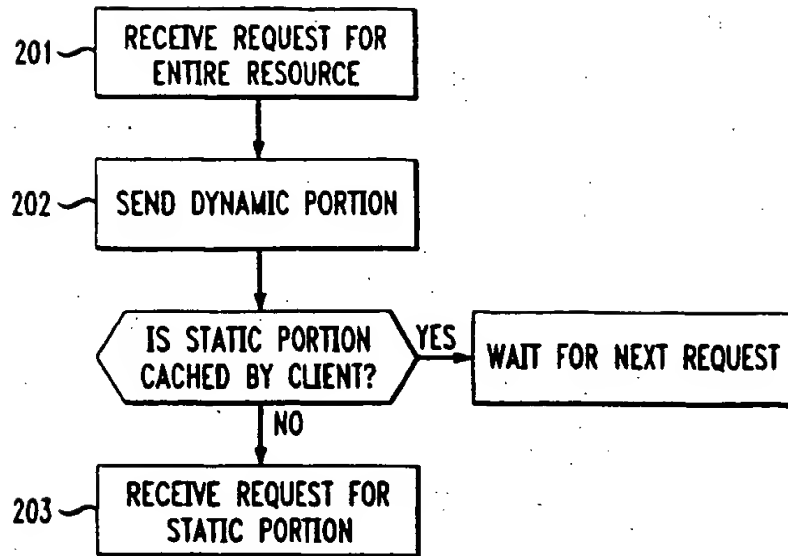 201
RECEIVE REQUEST FOR
ENTIRE RESOURCE
202
SEND DYNAMIC PORTION
IS STATIC PORTION
CACHED BY CLIENT?
YES
WAIT FOR NEXT REQUEST
NO
203
RECEIVE REQUEST FOR
STATIC PORTION